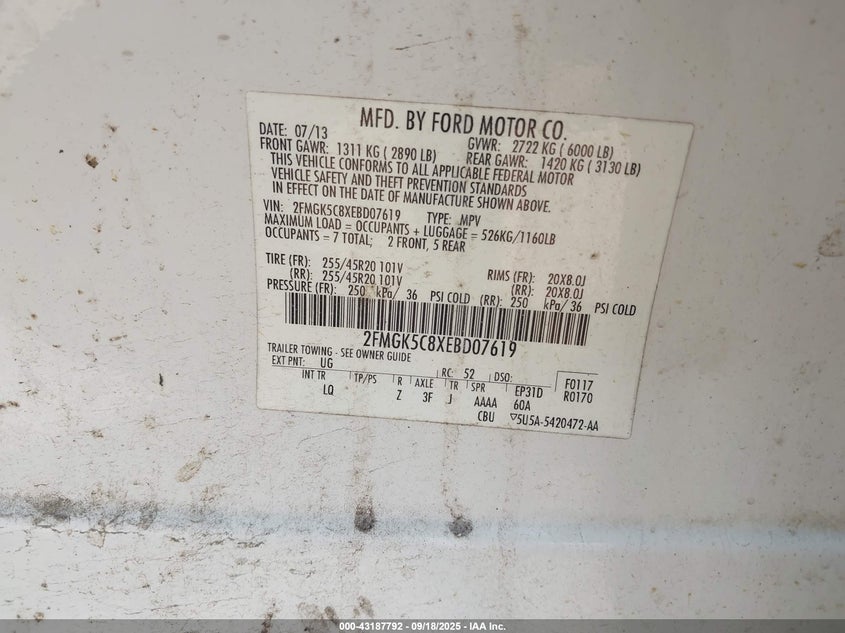 MFD. BY FORD MOTOR CO.
DATE: 07/13 GVWR: 2722 KG ( 6000 LB)
FRONT GAWR: 1311 KG ( 2890 LB) REAR GAWR: 1420 KG ( 3130 LB)
THIS VEHICLE CONFORMS TO ALL APPLICABLE FEDERAL MOTOR
VEHICLE SAFETY AND THEFT PREVENTION STANDARDS
IN EFFECT ON THE DATE OF MANUFACTURE SHOWN ABOVE.
VIN: 2FMGK5C8XEBD07619 TYPE: MPV
MAXIMUM LOAD = OCCUPANTS + LUGGAGE = 526KG/1160LB
OCCUPANTS = 7 TOTAL; 2 FRONT, 5 REAR
TIRE (FR): 255/45R20 101V RIMS (FR): 20X8.0J
(RR): 255/45R20 101V (RR): 20X8.0J
PRESSURE (FR): 250 kPa/ 36 PSI COLD (RR): 250 kPa/ 36 PSI COLD
2FMGK5C8XEBD07619
TRAILER TOWING - SEE OWNER GUIDE
EXT PNT: UG RC: 52 DSO: F0117
INT TR TP/PS R AXLE TR SPR EP31D R0170
LQ Z 3F J AAAA 60A
CBU ▽5U5A-5420472-AA
000-43187792 - 09/18/2025 - IAA Inc.